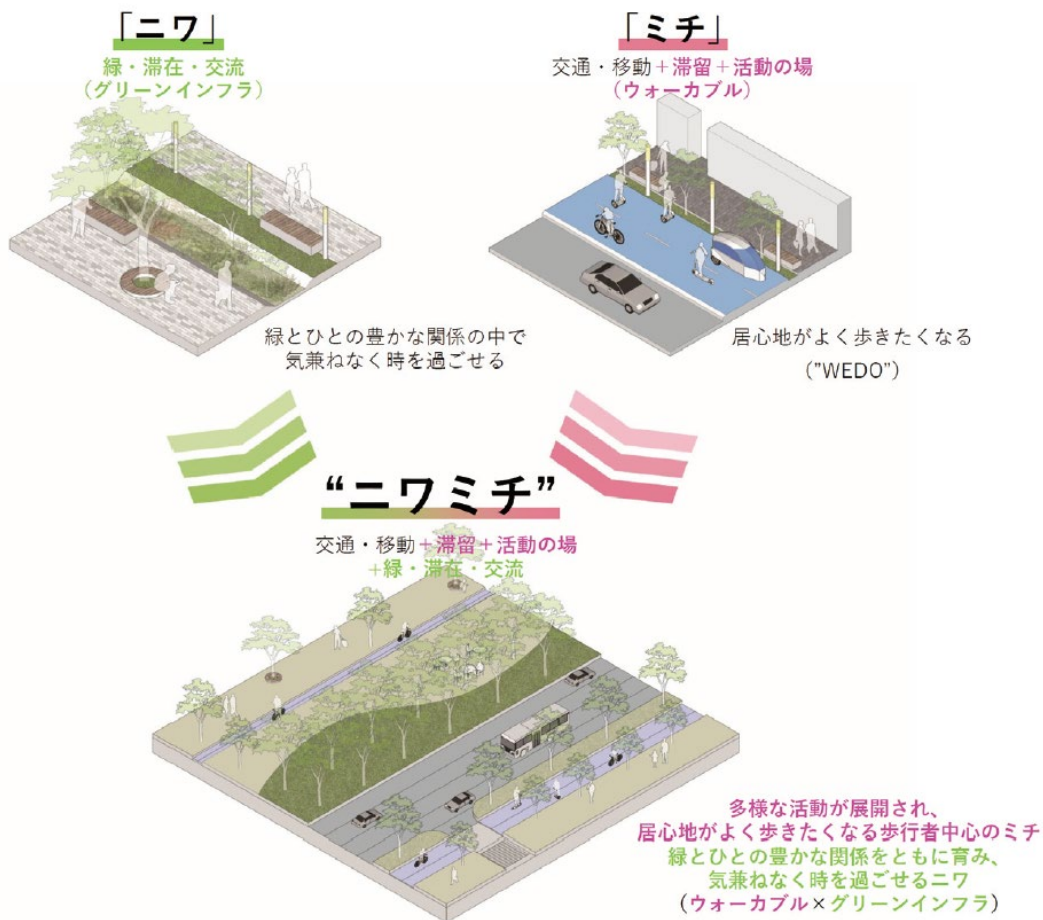 「ニワ」
緑・滞在・交流
(グリーンインフラ)
緑とひとの豊かな関係の中で
気兼ねなく時を過ごせる
「ミチ」
交通・移動+滞留+活動の場
(ウォーカブル)
居心地がよく歩きたくなる
("WEDO")
“ニワミチ”
交通・移動+滞留+活動の場
+緑・滞在・交流
多様な活動が展開され、
居心地がよく歩きたくなる歩行者中心のミチ
緑とひとの豊かな関係をともに育み、
気兼ねなく時を過ごせるニワ
(ウォーカブル×グリーンインフラ)